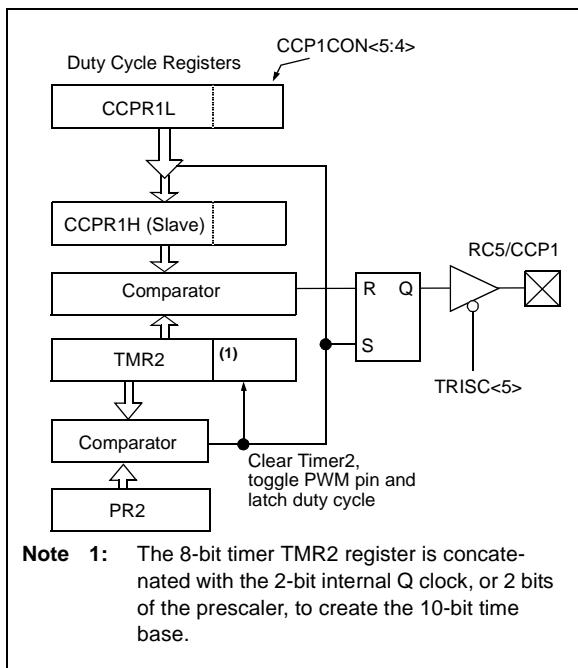 CCP1CON<5:4>
Duty Cycle Registers
CCPR1L
CCPR1H (Slave)
RC5/CCP1
Comparator
R Q
TMR2 (1)
S
TRISC<5>
Comparator
Clear Timer2,
toggle PWM pin and
latch duty cycle
PR2
Note 1: The 8-bit timer TMR2 register is concate-
nated with the 2-bit internal Q clock, or 2 bits
of the prescaler, to create the 10-bit time
base.